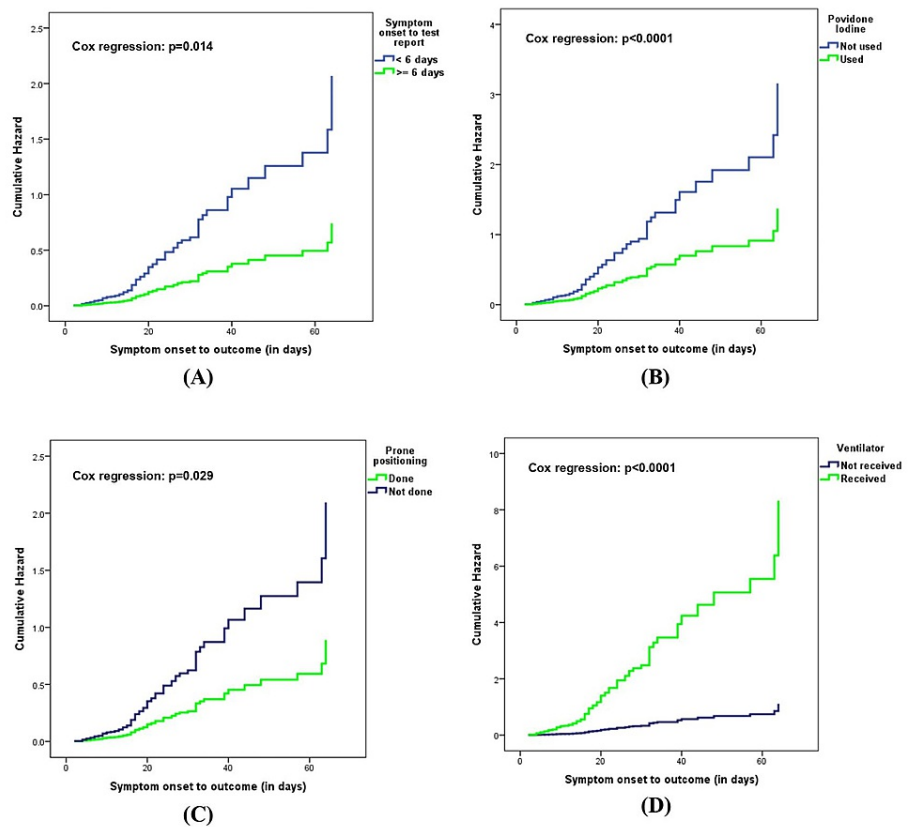 Cox regression: p=0.014
Symptom
onset to test
report
< 6 days
>= 6 days
Cumulative Hazard
2.5
2.0
1.5
1.0
0.5
0.0
0 20 40 60
Symptom onset to outcome (in days)
(A)
Cox regression: p<0.0001
Povidone
Iodine
Not used
Used
Cumulative Hazard
4
3
2
1
0
0 20 40 60
Symptom onset to outcome (in days)
(B)
Cox regression: p=0.029
Prone
positioning
Done
Not done
Cumulative Hazard
2.5
2.0
1.5
1.0
0.5
0.0
0 20 40 60
Symptom onset to outcome (in days)
(C)
Cox regression: p<0.0001
Ventilator
Not received
Received
Cumulative Hazard
10
8
6
4
2
0
0 20 40 60
Symptom onset to outcome (in days)
(D)